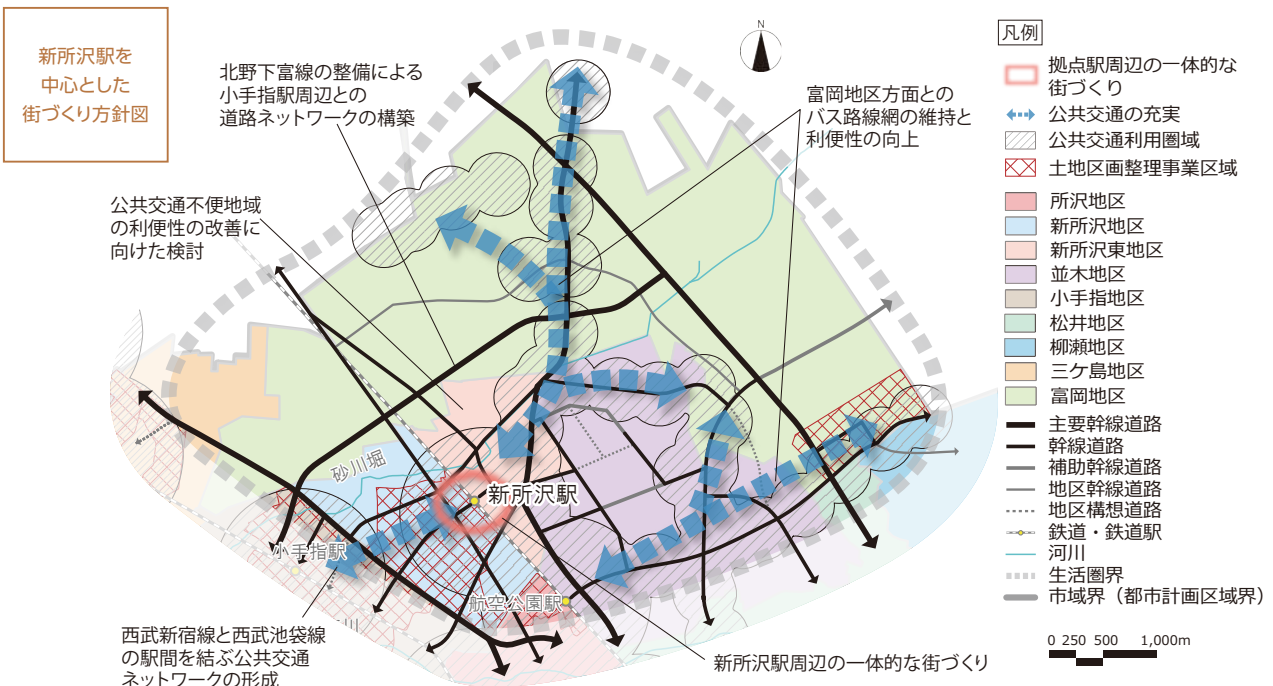 新所沢駅を
中心とした
街づくり方針図
北野下富線の整備による
小手指駅周辺との
道路ネットワークの構築
N
富岡地区方面との
バス路線網の維持と
利便性の向上
公共交通不便地域
の利便性の改善に
向けた検討
砂川堀
新所沢駅
小手指駅
航空公園駅
川
西武新宿線と西武池袋線
の駅間を結ぶ公共交通
ネットワークの形成
新所沢駅周辺の一体的な街づくり
凡例
拠点駅周辺の一体的な
街づくり
公共交通の充実
公共交通利用圏域
土地区画整理事業区域
所沢地区
新所沢地区
新所沢東地区
並木地区
小手指地区
松井地区
柳瀬地区
三ケ島地区
富岡地区
主要幹線道路
幹線道路
補助幹線道路
地区幹線道路
地区構想道路
鉄道・鉄道駅
河川
生活圏界
市域界（都市計画区域界）
0 250 500 1,000m